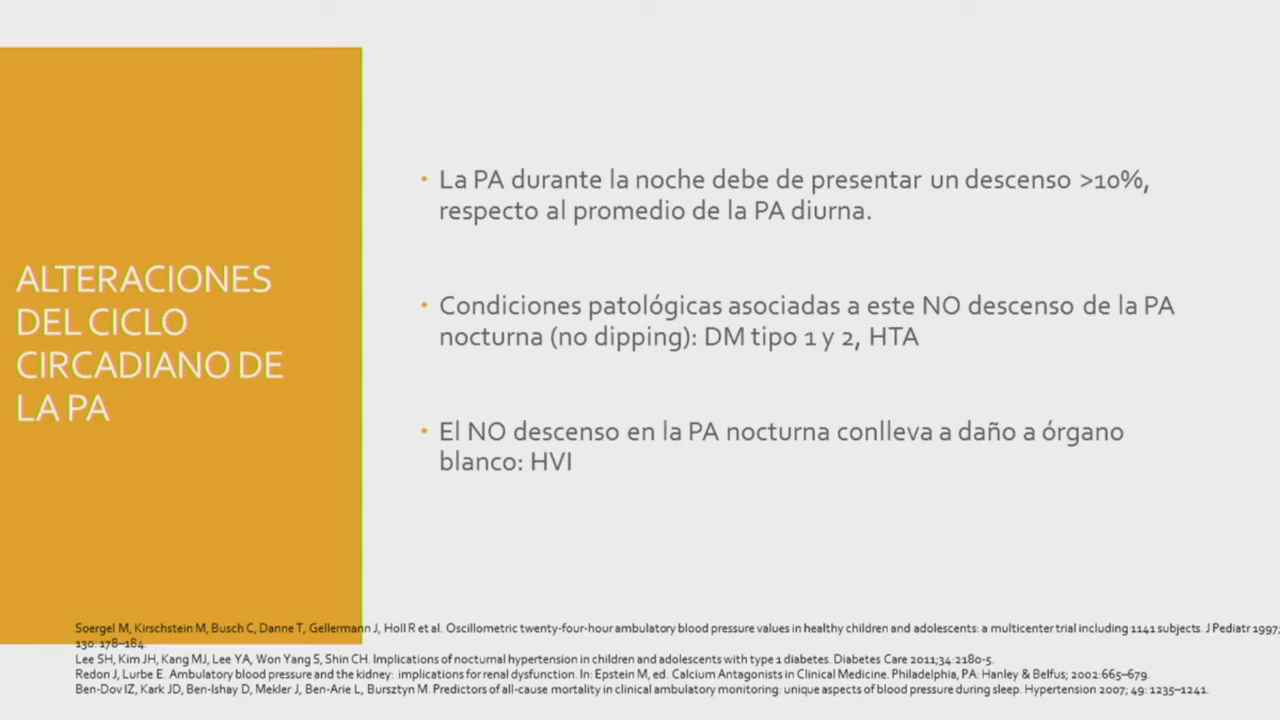 ALTERACIONES
DEL CICLO
CIRCADIANO DE
LA PA
• La PA durante la noche debe de presentar un descenso >10%,
respecto al promedio de la PA diurna.
• Condiciones patológicas asociadas a este NO descenso de la PA
nocturna (no dipping): DM tipo 1 y 2, HTA
• El NO descenso en la PA nocturna conlleva a daño a órgano
blanco: HVI
Soergel M, Kirschstein M, Busch C, Danne T, Gellermann J, Holl R et al. Oscillometric twenty-four-hour ambulatory blood pressure values in healthy children and adolescents: a multicenter trial including 1141 subjects. J Pediatr 1997;
130: 178–184.
Lee SH, Kim JH, Kang MJ, Lee YA, Won Yang S, Shin CH. Implications of nocturnal hypertension in children and adolescents with type 1 diabetes. Diabetes Care 2011;34:2180-5.
Redon J, Lurbe E. Ambulatory blood pressure and the kidney: implications for renal dysfunction. In: Epstein M, ed. Calcium Antagonists in Clinical Medicine. Philadelphia, PA: Hanley & Belfus; 2002:665–679.
Ben-Dov IZ, Kark JD, Ben-Ishay D, Mekler J, Ben-Arie L, Bursztyn M. Predictors of all-cause mortality in clinical ambulatory monitoring: unique aspects of blood pressure during sleep. Hypertension 2007; 49: 1235–1241.